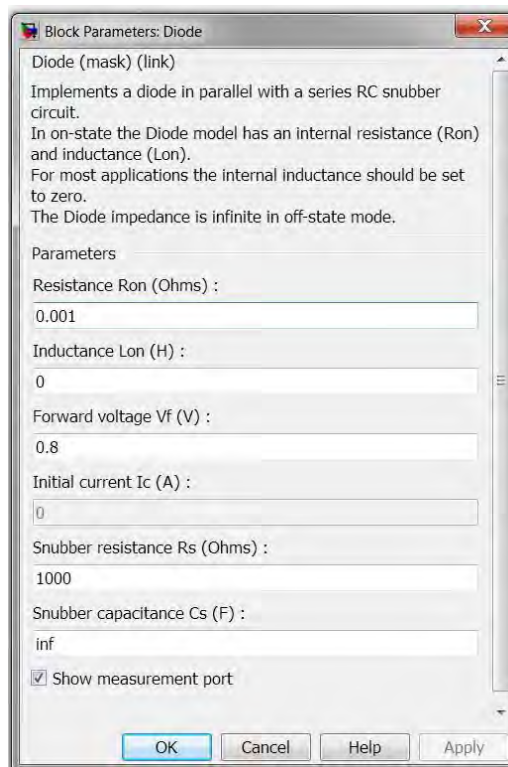 Block Parameters: Diode
Diode (mask) (link)
Implements a diode in parallel with a series RC snubber
circuit.
In on-state the Diode model has an internal resistance (Ron)
and inductance (Lon).
For most applications the internal inductance should be set
to zero.
The Diode impedance is infinite in off-state mode.
Parameters
Resistance Ron (Ohms) :
0.001
Inductance Lon (H) :
0
Forward voltage Vf (V) :
0.8
Initial current Ic (A) :
0
Snubber resistance Rs (Ohms) :
1000
Snubber capacitance Cs (F) :
inf
Show measurement port
OK Cancel Help Apply